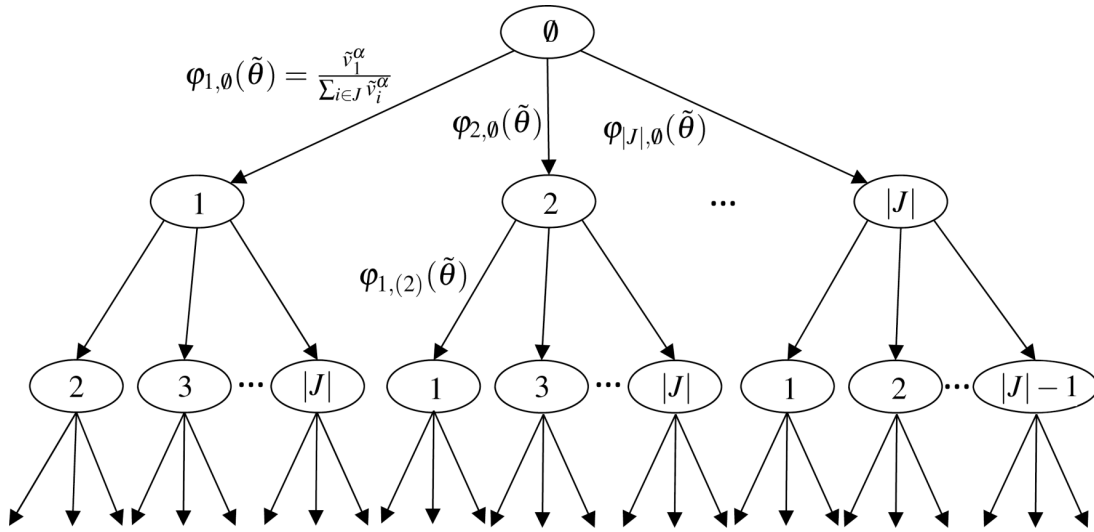 ∅
φ_{1,∅}(θ̃) = ṽ_1^α / ∑_{i∈J} ṽ_i^α
φ_{2,∅}(θ̃) φ_{|J|,∅}(θ̃)
1 2 ... |J|
φ_{1,(2)}(θ̃)
2 3 ... |J| 1 3 ... |J| 1 2 ... |J| − 1